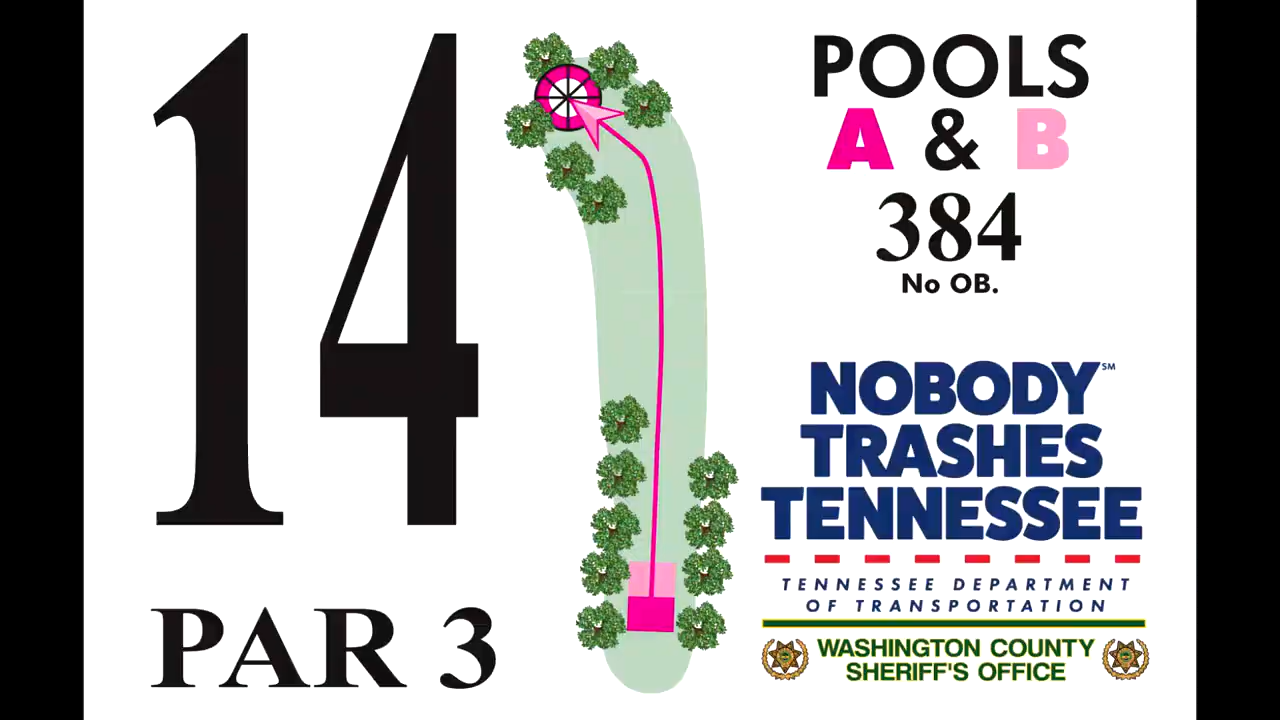 14
PAR 3
POOLS
A & B
384
No OB.
NOBODY℠
TRASHES
TENNESSEE
TENNESSEE DEPARTMENT
OF TRANSPORTATION
WASHINGTON COUNTY
SHERIFF'S OFFICE